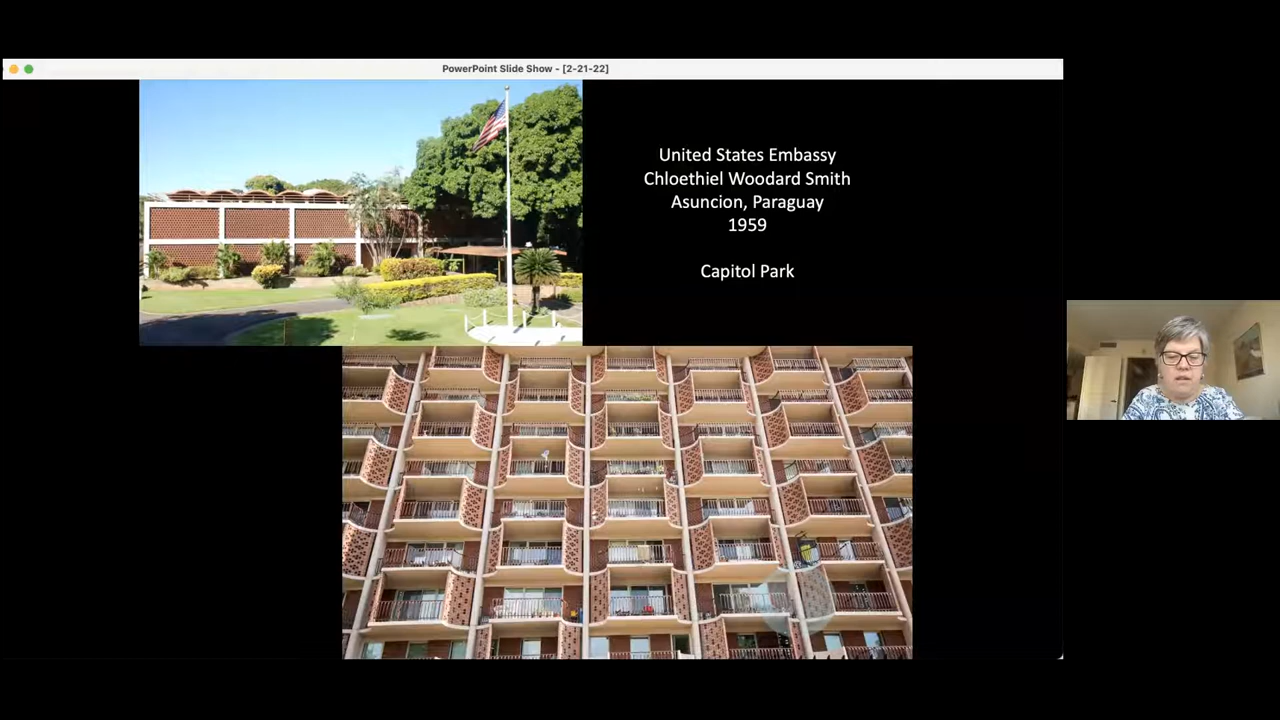 PowerPoint Slide Show - [2-21-22]
United States Embassy
Chloethiel Woodard Smith
Asuncion, Paraguay
1959
Capitol Park